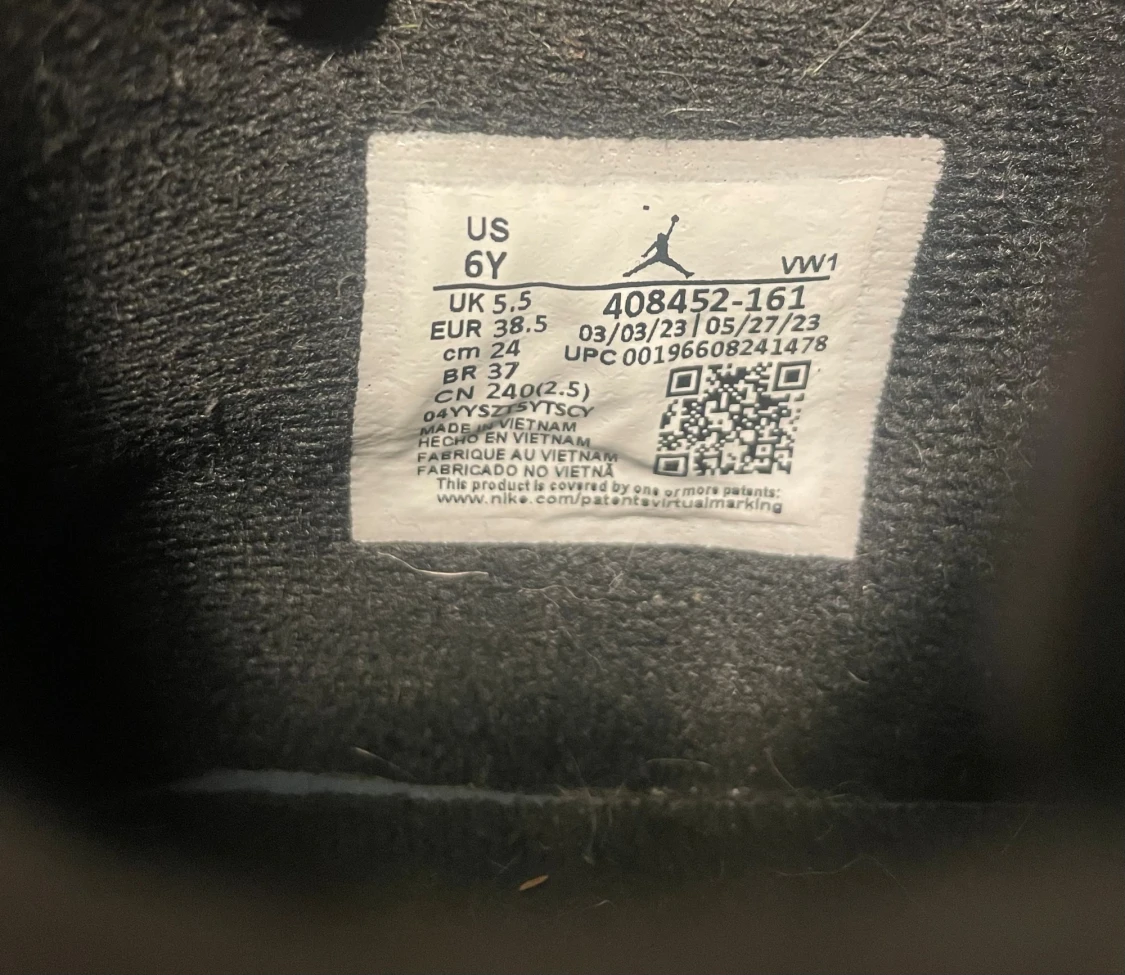 US
6Y
VW1
UK 5.5
EUR 38.5
cm 24
BR 37
CN 240(2.5)
408452-161
03/03/23 | 05/27/23
UPC 00196608241478
04YYSZT5YTSCY
MADE IN VIETNAM
HECHO EN VIETNAM
FABRIQUE AU VIETNAM
FABRICADO NO VIETNÃ
This product is covered by one or more patents:
www.nike.com/patentsvirtualmarking